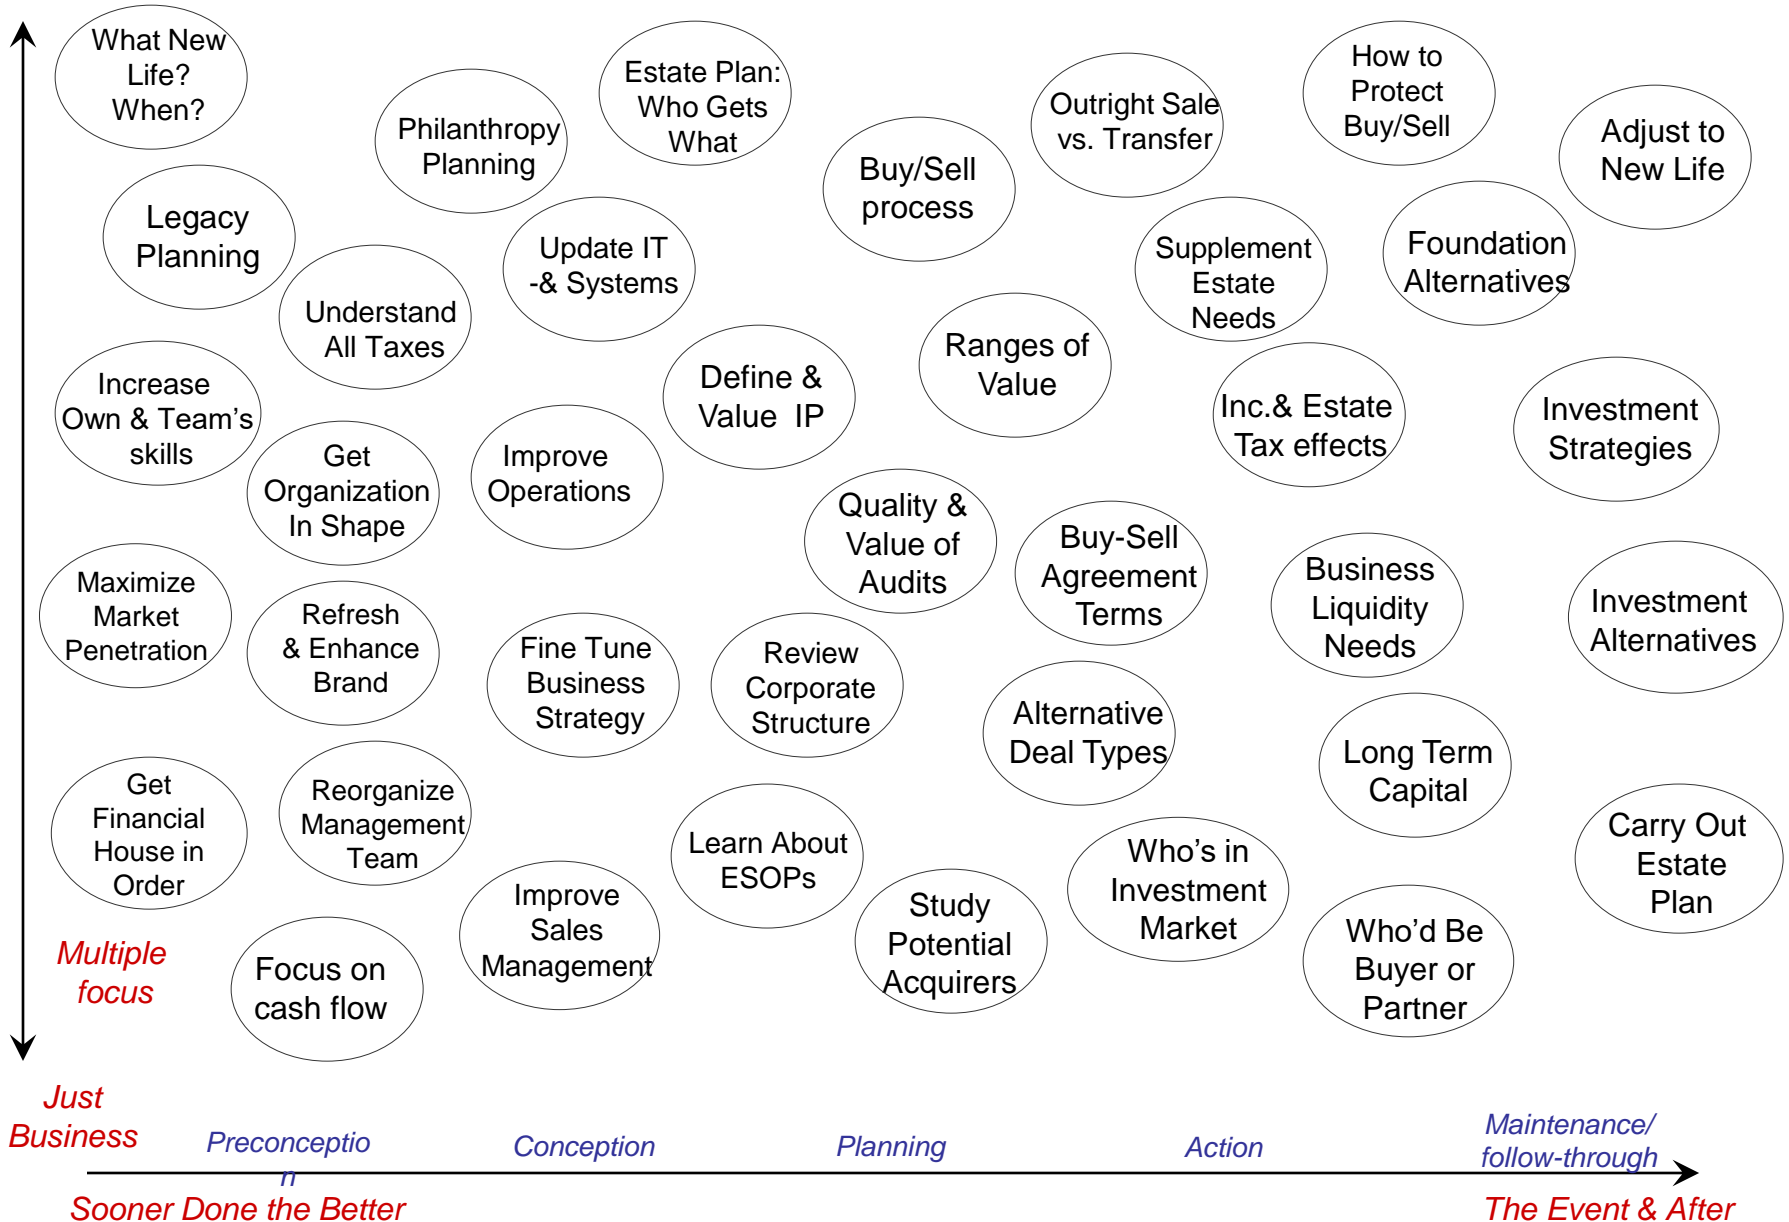 What New
Life?
When?
Philanthropy
Planning
Estate Plan:
Who Gets
What
Buy/Sell
process
Outright Sale
vs. Transfer
How to
Protect
Buy/Sell
Adjust to
New Life
Legacy
Planning
Understand
All Taxes
Update IT
-& Systems
Supplement
Estate
Needs
Foundation
Alternatives
Increase
Own & Team’s
skills
Get
Organization
In Shape
Improve
Operations
Define &
Value IP
Ranges of
Value
Inc.& Estate
Tax effects
Investment
Strategies
Quality &
Value of
Audits
Buy-Sell
Agreement
Terms
Business
Liquidity
Needs
Investment
Alternatives
Maximize
Market
Penetration
Refresh
& Enhance
Brand
Fine Tune
Business
Strategy
Review
Corporate
Structure
Alternative
Deal Types
Long Term
Capital
Get
Financial
House in
Order
Reorganize
Management
Team
Improve
Sales
Management
Learn About
ESOPs
Study
Potential
Acquirers
Who's in
Investment
Market
Who’d Be
Buyer or
Partner
Carry Out
Estate
Plan
Multiple
focus
Focus on
cash flow
Just
Business
Preconceptio
n
Conception
Planning
Action
Maintenance/
follow-through
Sooner Done the Better
The Event & After